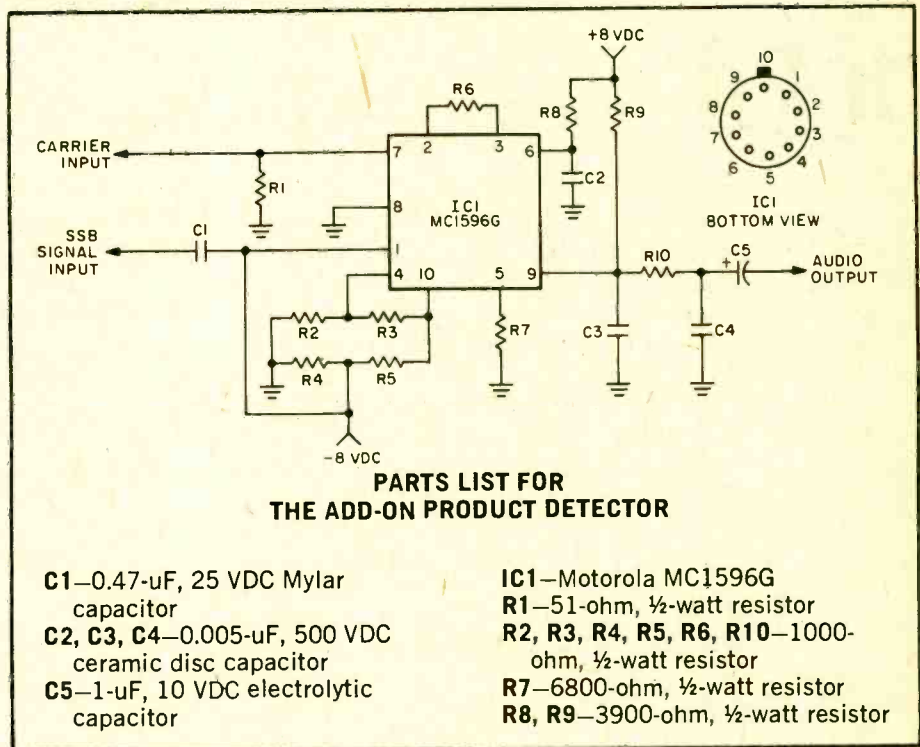 +8 VDC
10
9
1
8
2
7
3
6
4
5
IC1
BOTTOM VIEW
R6
R8
R9
CARRIER
INPUT
7
2
3
6
R1
C2
8
IC1
MC1596G
SSB
SIGNAL
INPUT
C1
1
4
10
5
9
R10
C5
+
AUDIO
OUTPUT
R2
R3
R7
C3
C4
R4
R5
-8 VDC
PARTS LIST FOR
THE ADD-ON PRODUCT DETECTOR
C1—0.47-uF, 25 VDC Mylar
capacitor
C2, C3, C4—0.005-uF, 500 VDC
ceramic disc capacitor
C5—1-uF, 10 VDC electrolytic
capacitor
IC1—Motorola MC1596G
R1—51-ohm, ½-watt resistor
R2, R3, R4, R5, R6, R10—1000-
ohm, ½-watt resistor
R7—6800-ohm, ½-watt resistor
R8, R9—3900-ohm, ½-watt resistor